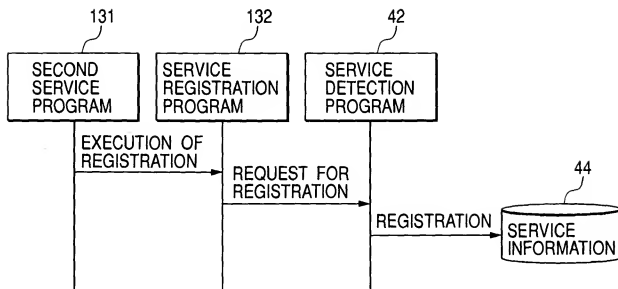 131
132
42
SECOND
SERVICE
PROGRAM
SERVICE
REGISTRATION
PROGRAM
SERVICE
DETECTION
PROGRAM
EXECUTION OF
REGISTRATION
REQUEST FOR
REGISTRATION
44
REGISTRATION
SERVICE
INFORMATION